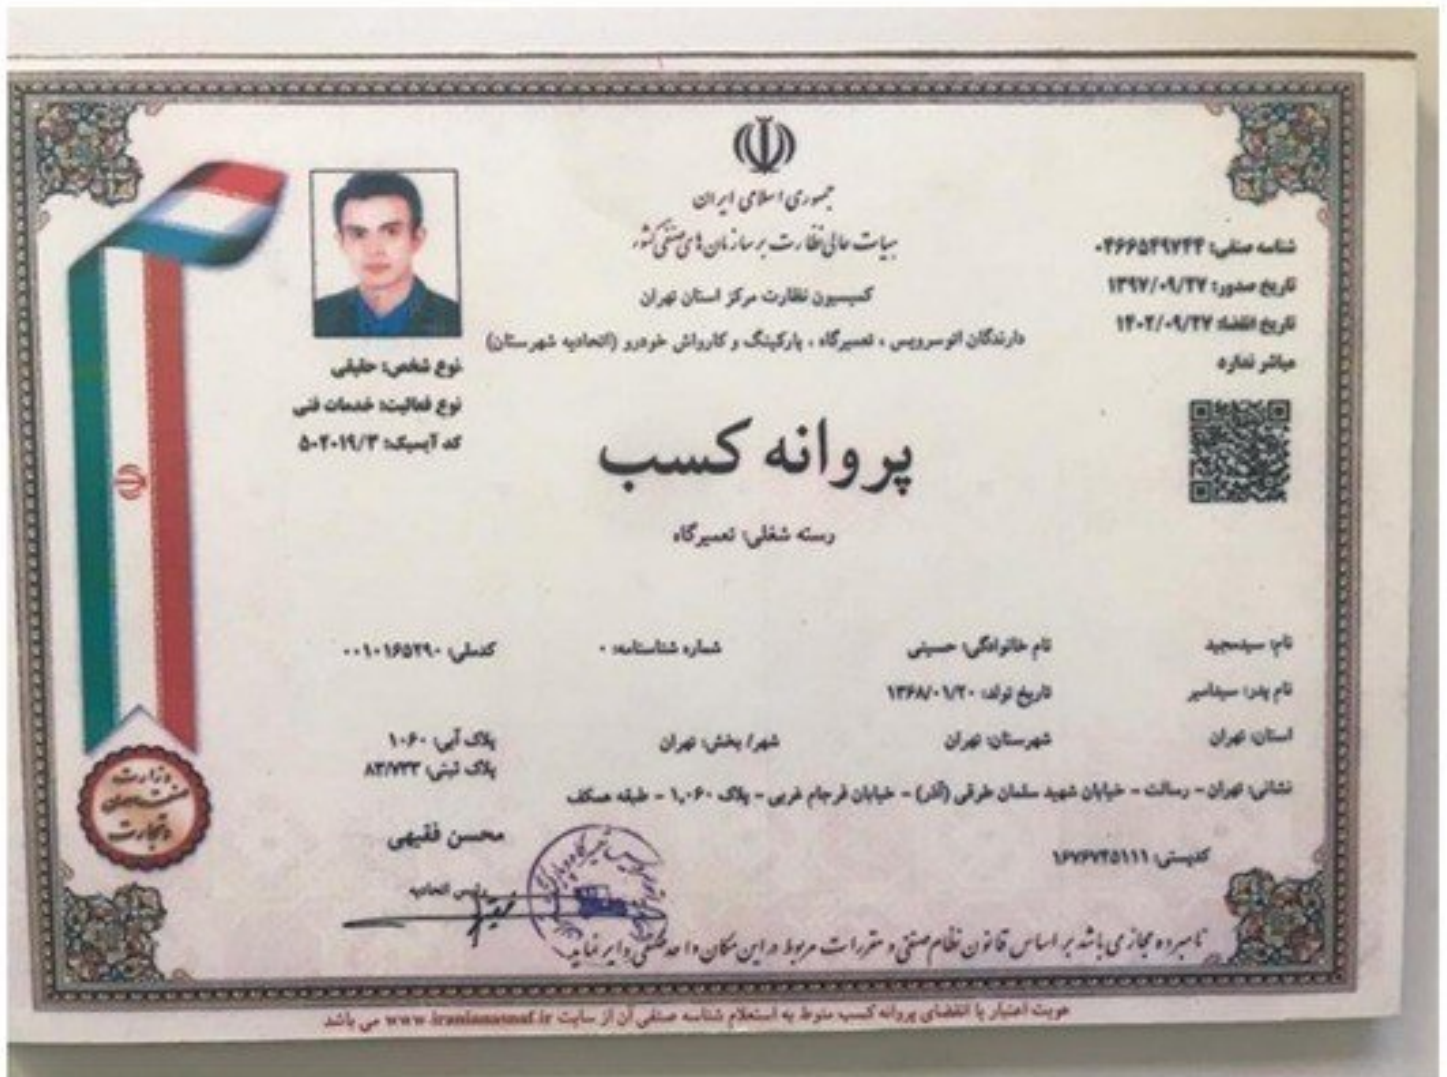 جمهوری اسلامی ایران
هیات عالی نظارت بر سازمان های صنفی کشور
کمیسیون نظارت مرکز استان تهران
دارندگان اتوسرویس ، تعمیرگاه ، پارکینگ و کارواش خودرو (اتحادیه شهرستان)
شناسه صنفی: ۰۴۶۶۵۴۹۷۴۴
تاریخ صدور: ۱۳۹۷/۰۹/۲۷
تاریخ انقضا: ۱۴۰۲/۰۹/۲۷
مباشر ندارد
نوع شخص: حقیقی
نوع فعالیت: خدمات فنی
کد آیسیک: ۵۰۲۰۱۹/۳
پروانه کسب
رسته شغلی: تعمیرگاه
نام: سیدمجید نام خانوادگی: حسینی شماره شناسنامه: ۰ کدملی: ۰۰۱۰۱۶۵۲۹۰
نام پدر: سیدامیر تاریخ تولد: ۱۳۶۸/۰۱/۲۰
استان: تهران شهرستان: تهران شهر/ بخش: تهران پلاک آبی: ۱۰۶۰
پلاک ثبتی: ۸۳/۷۳۳
نشانی: تهران - رسالت - خیابان شهید سلمان طرقی (آذر) - خیابان فرجام غربی - پلاک ۱,۰۶۰ - طبقه همکف
کدپستی: ۱۶۷۶۷۴۵۱۱۱
محسن فقیهی
رئیس اتحادیه
وزارت
صنعت معدن
و تجارت
نامبرده مجاز می باشد بر اساس قانون نظام صنفی و مقررات مربوط در این مکان واحد صنفی دایر نماید
هویت اعتبار یا انقضای پروانه کسب منوط به استعلام شناسه صنفی آن از سایت www.iranianasnaf.ir می باشد